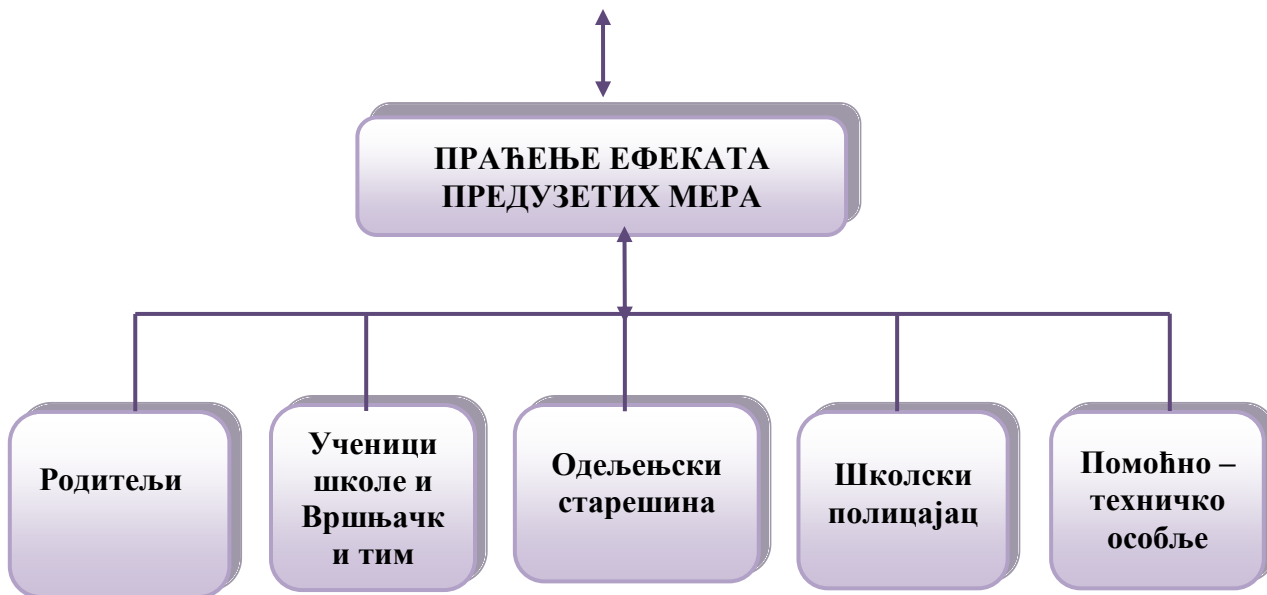 ПРАЋЕЊЕ ЕФЕКАТА
ПРЕДУЗЕТИХ МЕРА
Родитељи
Ученици
школе и
Вршњачк
и тим
Одељењски
старешина
Школски
полицајац
Помоћно –
техничко
особље